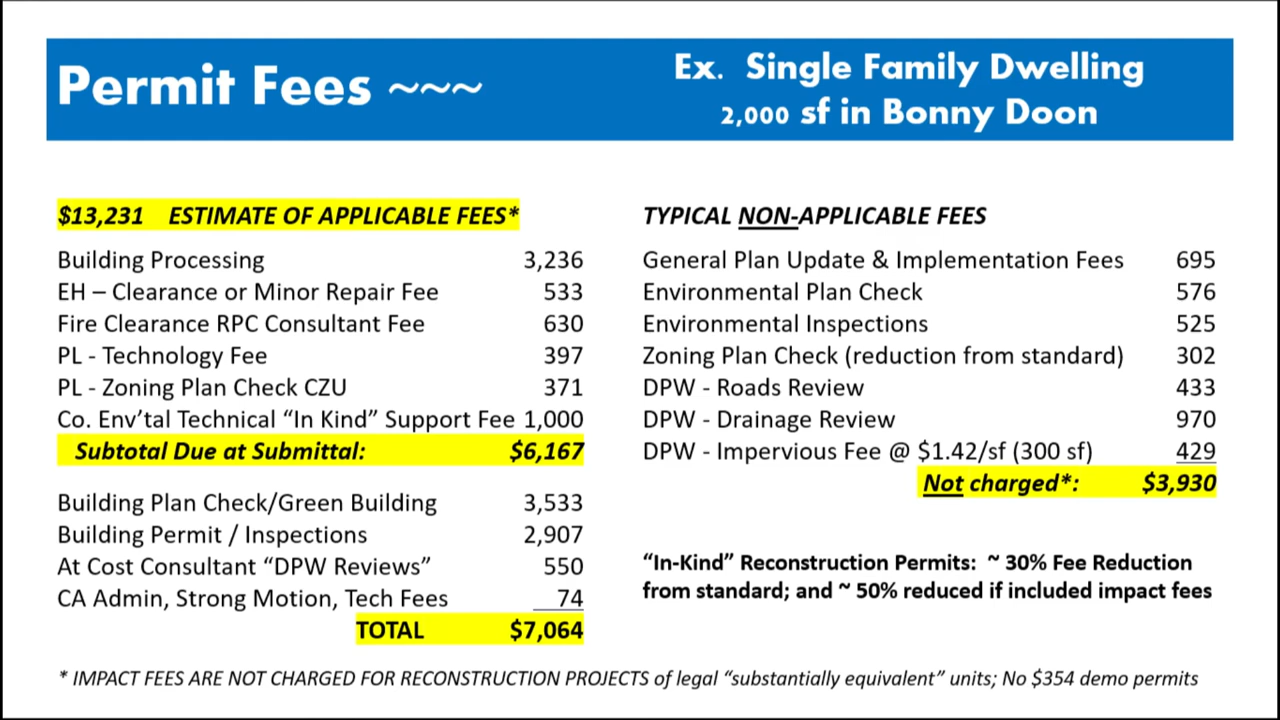 Permit Fees ~~~
Ex. Single Family Dwelling
2,000 sf in Bonny Doon
$13,231 ESTIMATE OF APPLICABLE FEES*
Building Processing 3,236
EH – Clearance or Minor Repair Fee 533
Fire Clearance RPC Consultant Fee 630
PL - Technology Fee 397
PL - Zoning Plan Check CZU 371
Co. Env’tal Technical “In Kind” Support Fee 1,000
Subtotal Due at Submittal: $6,167
Building Plan Check/Green Building 3,533
Building Permit / Inspections 2,907
At Cost Consultant “DPW Reviews” 550
CA Admin, Strong Motion, Tech Fees 74
TOTAL $7,064
TYPICAL NON-APPLICABLE FEES
General Plan Update & Implementation Fees 695
Environmental Plan Check 576
Environmental Inspections 525
Zoning Plan Check (reduction from standard) 302
DPW - Roads Review 433
DPW - Drainage Review 970
DPW - Impervious Fee @ $1.42/sf (300 sf) 429
Not charged*: $3,930
“In-Kind” Reconstruction Permits: ~ 30% Fee Reduction
from standard; and ~ 50% reduced if included impact fees
* IMPACT FEES ARE NOT CHARGED FOR RECONSTRUCTION PROJECTS of legal “substantially equivalent” units; No $354 demo permits